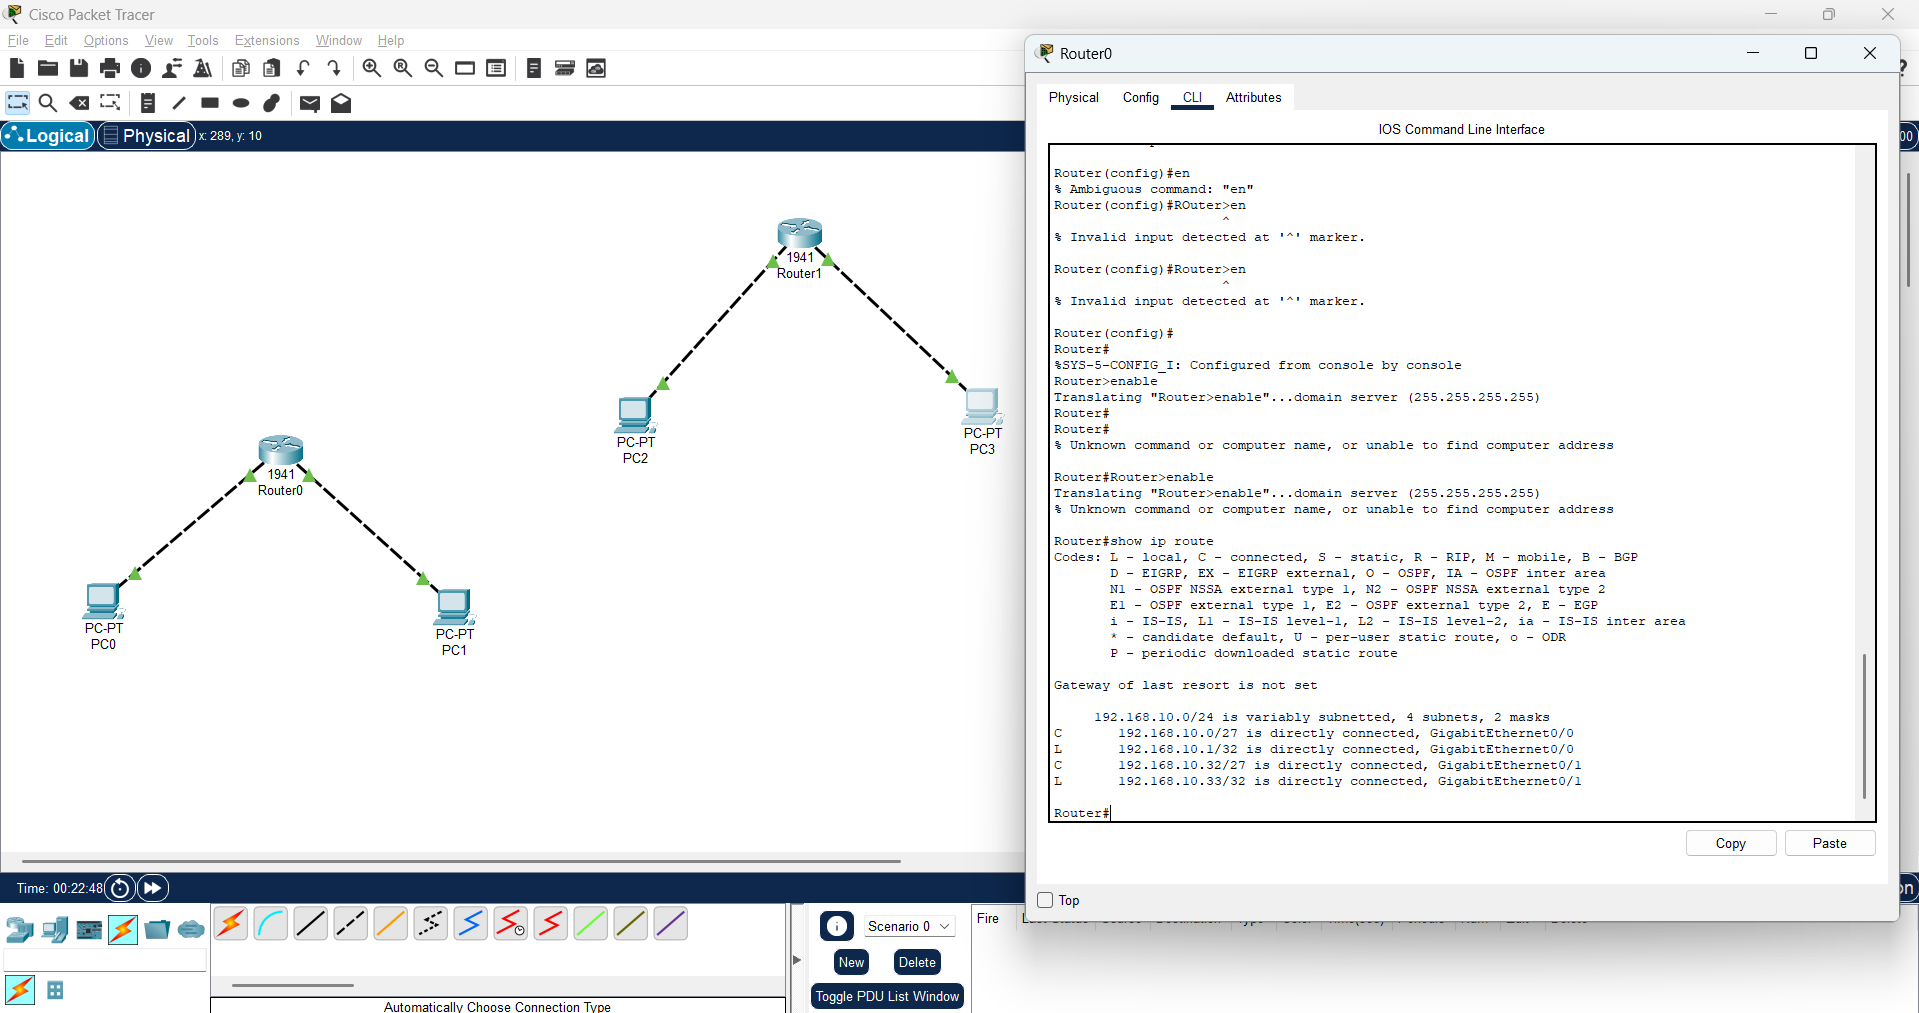 Cisco Packet Tracer
File Edit Options View Tools Extensions Window Help
Logical Physical x: 289, y: 10
1941
Router1
PC-PT
PC2
PC-PT
PC3
1941
Router0
PC-PT
PC0
PC-PT
PC1
Time: 00:22:48
Automatically Choose Connection Type
Scenario 0
New Delete
Toggle PDU List Window
Fire
Router0
Physical Config CLI Attributes
IOS Command Line Interface
Router(config)#en
% Ambiguous command: "en"
Router(config)#ROuter>en
^
% Invalid input detected at '^' marker.
Router(config)#Router>en
^
% Invalid input detected at '^' marker.
Router(config)#
Router#
%SYS-5-CONFIG_I: Configured from console by console
Router>enable
Translating "Router>enable"...domain server (255.255.255.255)
Router#
Router#
% Unknown command or computer name, or unable to find computer address
Router#Router>enable
Translating "Router>enable"...domain server (255.255.255.255)
% Unknown command or computer name, or unable to find computer address
Router#show ip route
Codes: L - local, C - connected, S - static, R - RIP, M - mobile, B - BGP
D - EIGRP, EX - EIGRP external, O - OSPF, IA - OSPF inter area
N1 - OSPF NSSA external type 1, N2 - OSPF NSSA external type 2
E1 - OSPF external type 1, E2 - OSPF external type 2, E - EGP
i - IS-IS, L1 - IS-IS level-1, L2 - IS-IS level-2, ia - IS-IS inter area
* - candidate default, U - per-user static route, o - ODR
P - periodic downloaded static route
Gateway of last resort is not set
192.168.10.0/24 is variably subnetted, 4 subnets, 2 masks
C 192.168.10.0/27 is directly connected, GigabitEthernet0/0
L 192.168.10.1/32 is directly connected, GigabitEthernet0/0
C 192.168.10.32/27 is directly connected, GigabitEthernet0/1
L 192.168.10.33/32 is directly connected, GigabitEthernet0/1
Router#
Copy Paste
Top